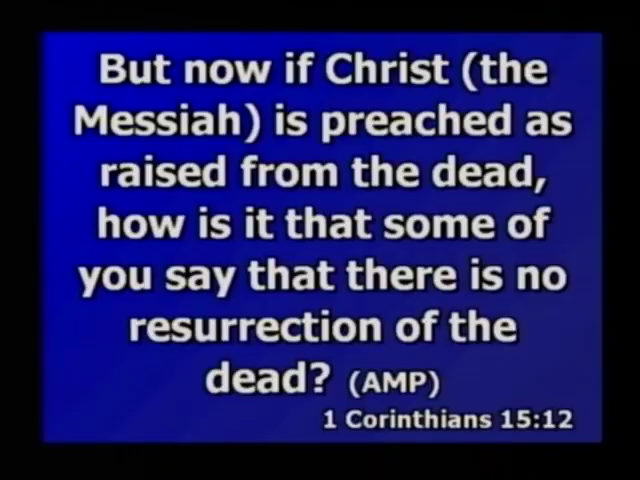 But now if Christ (the
Messiah) is preached as
raised from the dead,
how is it that some of
you say that there is no
resurrection of the
dead? (AMP)
1 Corinthians 15:12